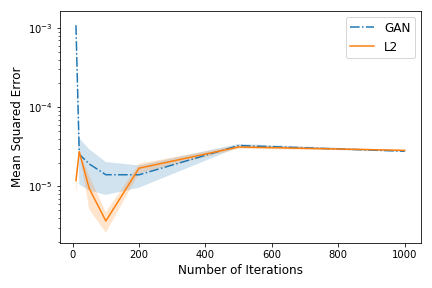 GAN
L2
10⁻³
10⁻⁴
10⁻⁵
Mean Squared Error
0 200 400 600 800 1000
Number of Iterations